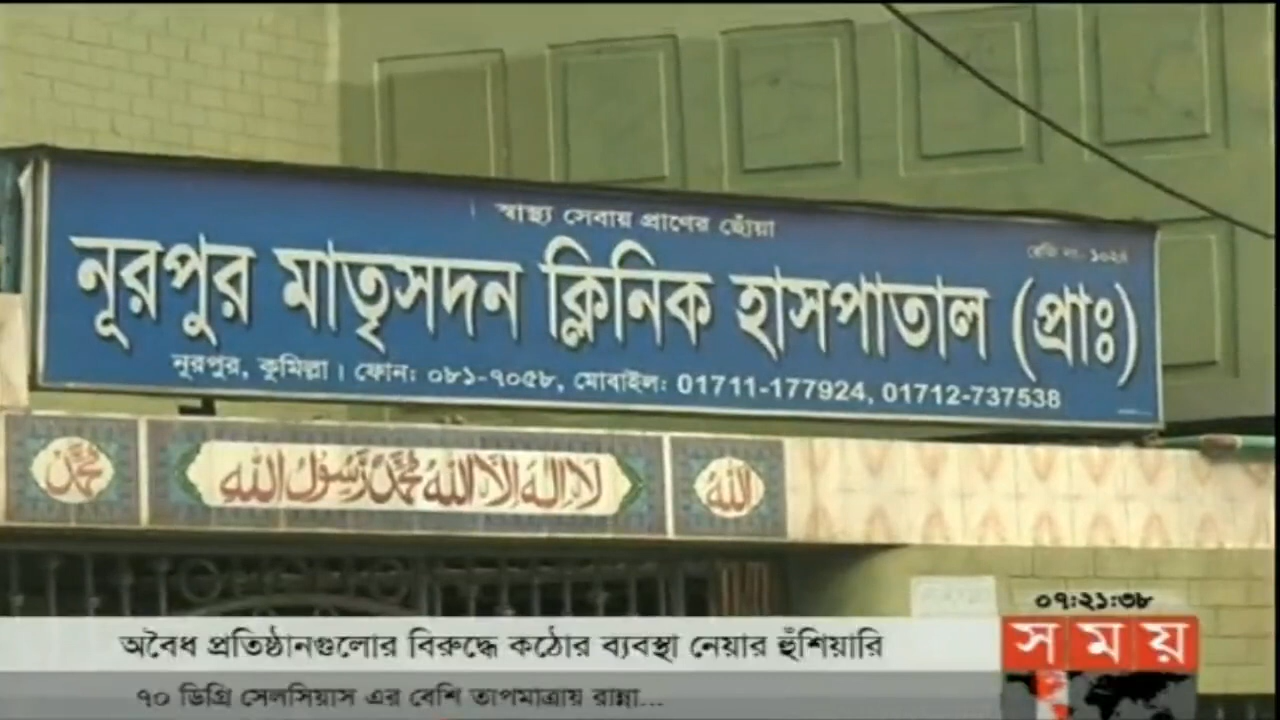 স্বাস্থ্য সেবায় প্রাণের ছোঁয়া
রেজি নং- ১০২৪
নূরপুর মাতৃসদন ক্লিনিক হাসপাতাল (প্রাঃ)
নূরপুর, কুমিল্লা। ফোন: ০৮১-৭০৫৮, মোবাইল: 01711-177924, 01712-737538
محمد
لا اله الا الله محمد رسول الله
الله
০৭:২১:৩৮
সময়
অবৈধ প্রতিষ্ঠানগুলোর বিরুদ্ধে কঠোর ব্যবস্থা নেয়ার হুঁশিয়ারি
৭০ ডিগ্রি সেলসিয়াস এর বেশি তাপমাত্রায় রান্না...